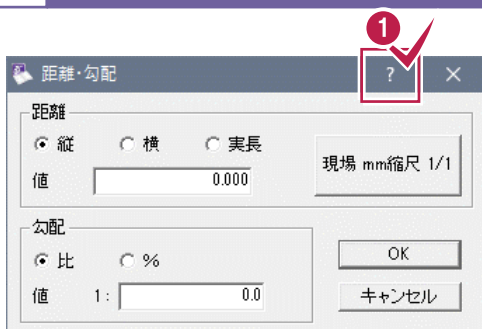 1
距離・勾配 ? ×
距離
縦 横 実長
値 0.000
現場 mm縮尺 1/1
勾配
比 %
値 1: 0.0
OK
キャンセル